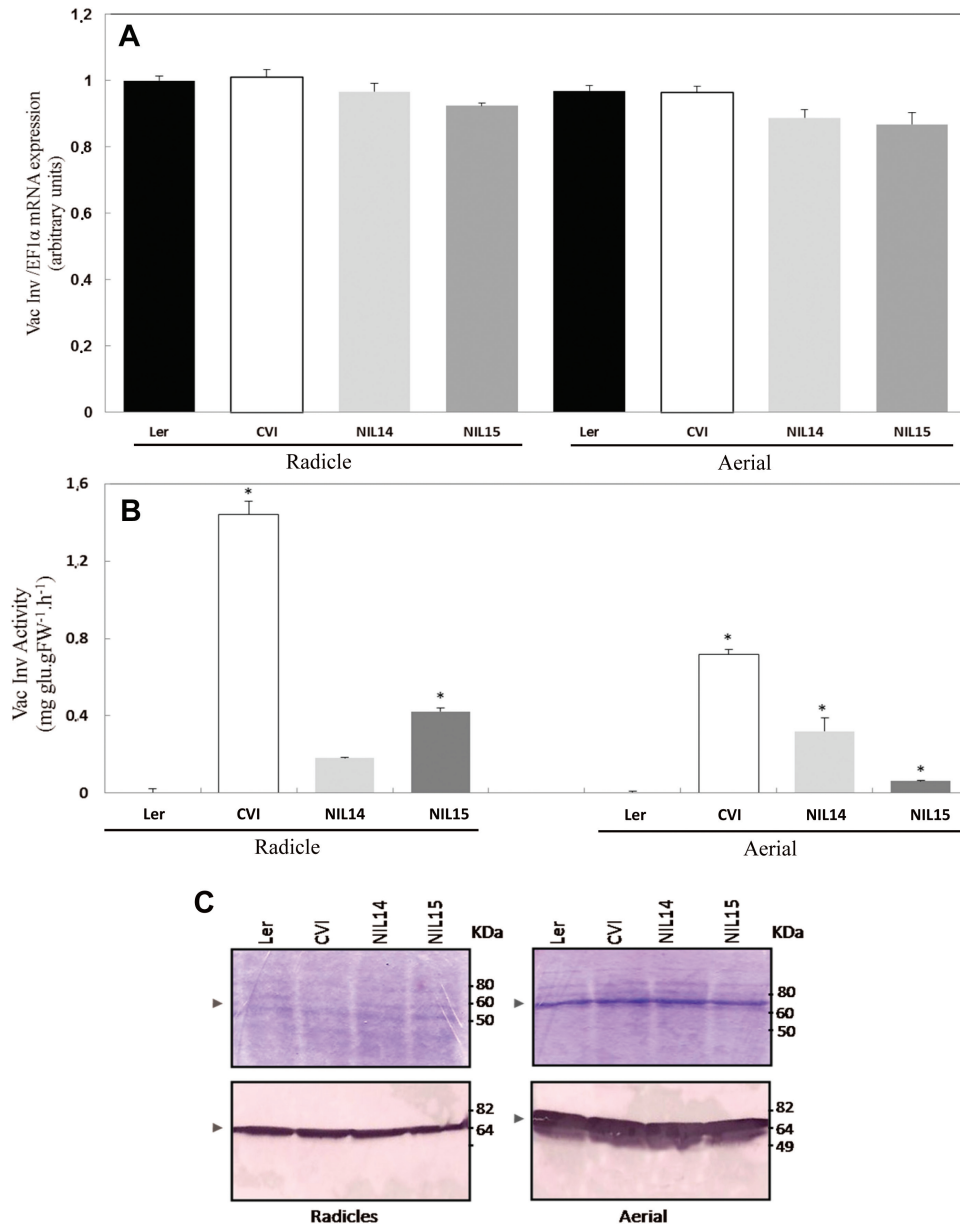 A
Vac Inv /EF1α mRNA expression
(arbitrary units)
1,2
1
0,8
0,6
0,4
0,2
0
Ler CVI NIL14 NIL15 Ler CVI NIL14 NIL15
Radicle Aerial
B
Vac Inv Activity
(mg glu.gFW-1.h-1)
1,6
1,2
0,8
0,4
0
* * * * *
Ler CVI NIL14 NIL15 Ler CVI NIL14 NIL15
Radicle Aerial
C
Ler CVI NIL14 NIL15 KDa
80
60
50
82
64
Radicles
Ler CVI NIL14 NIL15 KDa
80
60
50
82
64
49
Aerial